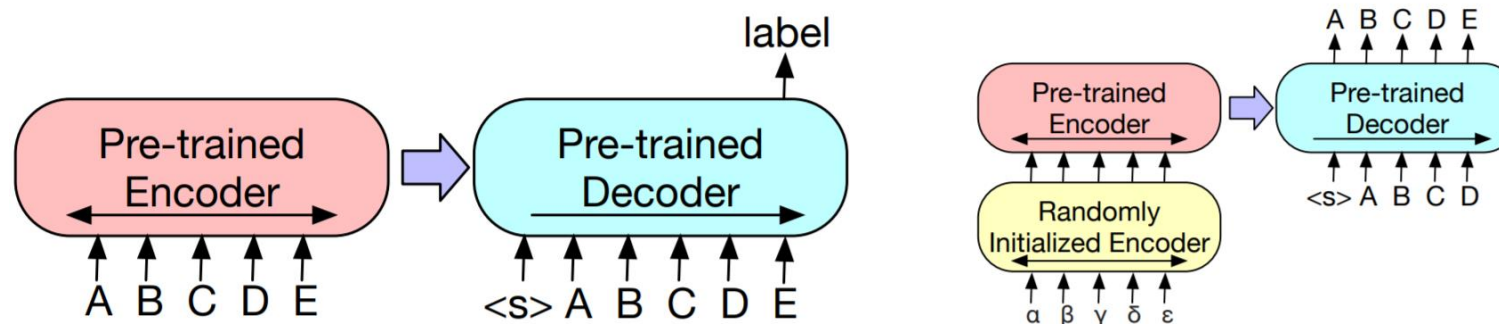 label
Pre-trained
Encoder
Pre-trained
Decoder
A B C D E
<s> A B C D E
A B C D E
Pre-trained
Encoder
Pre-trained
Decoder
<s> A B C D
Randomly
Initialized Encoder
α β γ δ ε